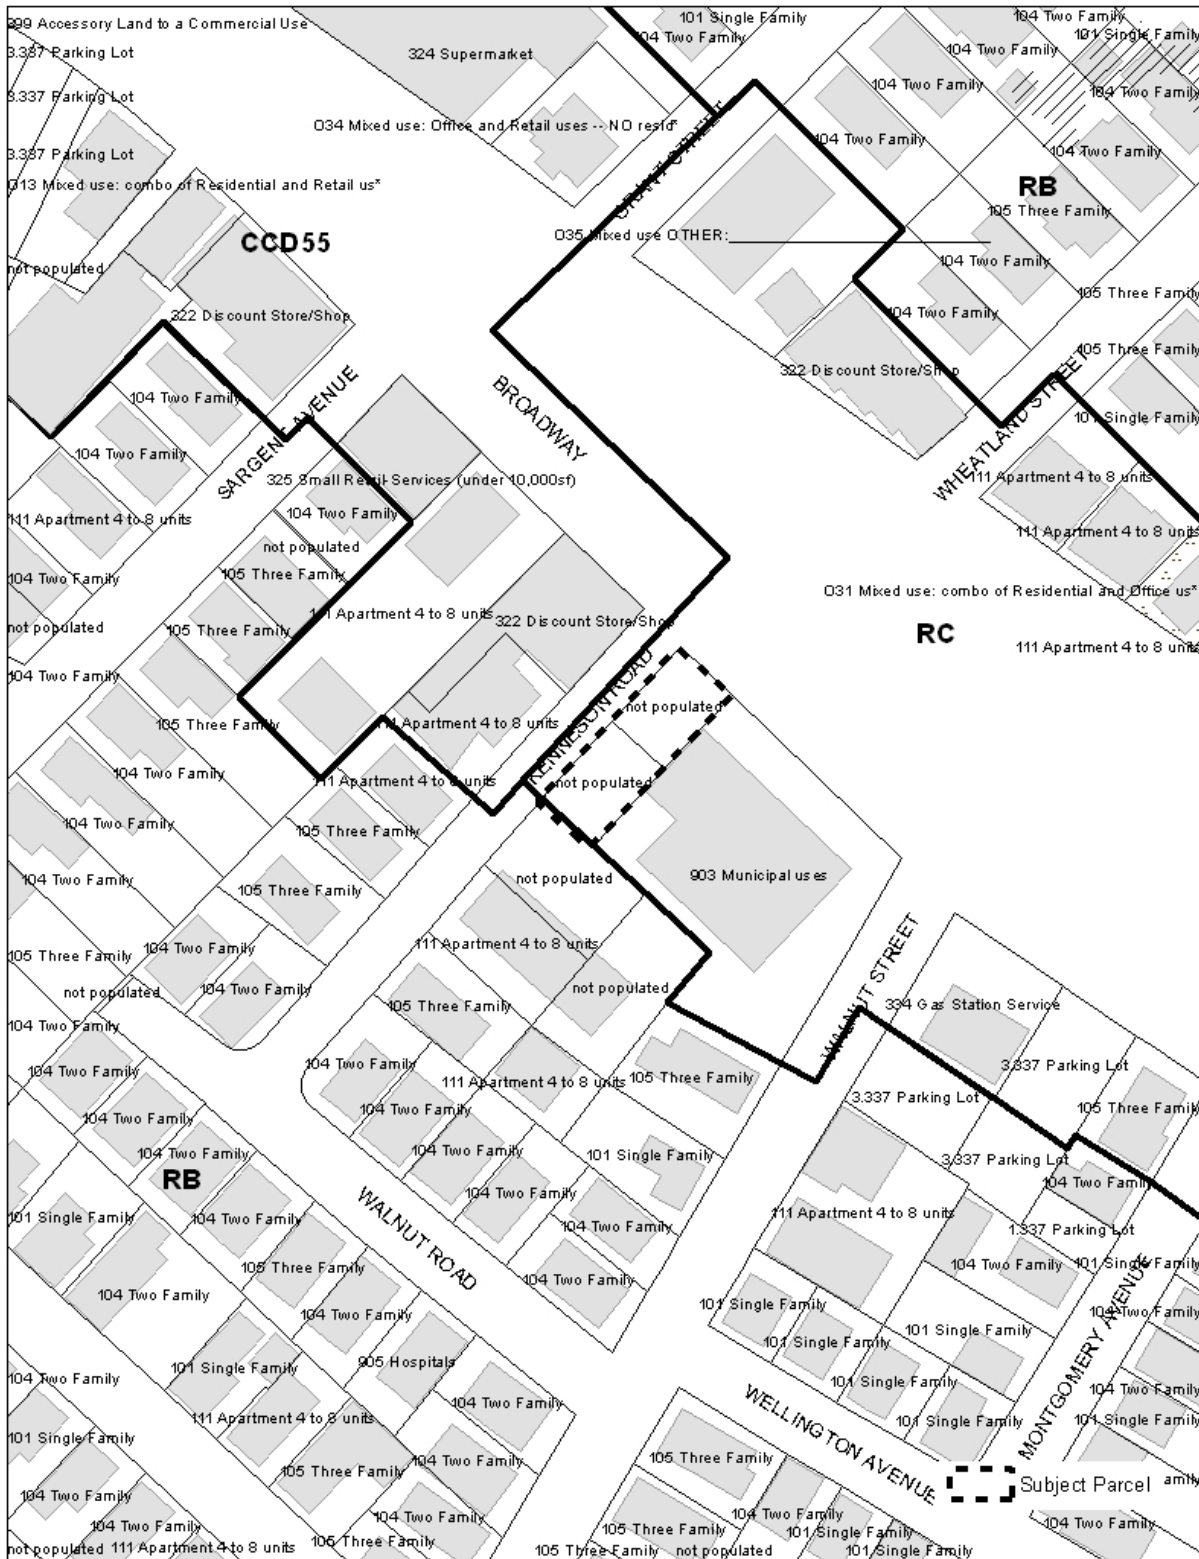 399 Accessory Land to a Commercial Use
101 Single Family
104 Two Family
104 Two Family
101 Single Family
3.337 Parking Lot
324 Supermarket
104 Two Family
3.337 Parking Lot
104 Two Family
O34 Mixed use: Office and Retail uses -- NO resid*
104 Two Family
3.337 Parking Lot
104 Two Family
GRANT STREET
O13 Mixed use: combo of Residential and Retail us*
RB
105 Three Family
CCD55
O35 Mixed use OTHER:
104 Two Family
not populated
105 Three Family
322 Discount Store/Shop
104 Two Family
105 Three Family
322 Discount Store/Shop
SARGENT AVENUE
BROADWAY
WHEATLAND STREET
104 Two Family
101 Single Family
104 Two Family
325 Small Retail-Services (under 10,000sf)
111 Apartment 4 to 8 units
111 Apartment 4 to 8 units
104 Two Family
111 Apartment 4 to 8 units
not populated
104 Two Family
105 Three Family
O31 Mixed use: combo of Residential and Office us*
111 Apartment 4 to 8 units
322 Discount Store/Shop
not populated
105 Three Family
RC
111 Apartment 4 to 8 units
104 Two Family
KENNESON ROAD
not populated
105 Three Family
111 Apartment 4 to 8 units
104 Two Family
111 Apartment 4 to 8 units
not populated
104 Two Family
105 Three Family
104 Two Family
105 Three Family
not populated
903 Municipal uses
104 Two Family
111 Apartment 4 to 8 units
105 Three Family
WALNUT STREET
not populated
104 Two Family
not populated
105 Three Family
334 Gas Station Service
104 Two Family
104 Two Family
104 Two Family
111 Apartment 4 to 8 units
105 Three Family
3.337 Parking Lot
3.337 Parking Lot
104 Two Family
104 Two Family
105 Three Family
104 Two Family
104 Two Family
101 Single Family
3.337 Parking Lot
RB
104 Two Family
104 Two Family
101 Single Family
104 Two Family
WALNUT ROAD
104 Two Family
111 Apartment 4 to 8 units
1.337 Parking Lot
105 Three Family
104 Two Family
104 Two Family
101 Single Family
104 Two Family
104 Two Family
101 Single Family
104 Two Family
MONTGOMERY AVENUE
101 Single Family
101 Single Family
101 Single Family
905 Hospitals
101 Single Family
104 Two Family
104 Two Family
104 Two Family
WELLINGTON AVENUE
111 Apartment 4 to 8 units
101 Single Family
101 Single Family
101 Single Family
104 Two Family
105 Three Family
105 Three Family
Subject Parcel
amily
104 Two Family
104 Two Family
105 Three Family
104 Two Family
104 Two Family
101 Single Family
not populated
111 Apartment 4 to 8 units
105 Three Family
105 Three Family
not populated
101 Single Family